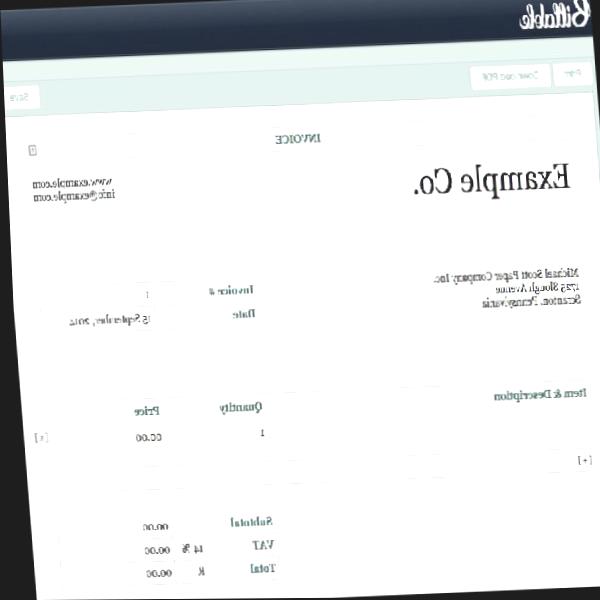 Billable
Print
Download PDF
Save
INVOICE
Example Co.
www.example.com
info@example.com
Michael Scott Paper Company Inc.
1725 Slough Avenue
Scranton, Pennsylvania
Invoice # 1
Date: 15 September, 2012
Item & Description Quantity Price
1 00.00 [x]
[+]
Subtotal 00.00
VAT 14 % 00.00
Total R 00.00